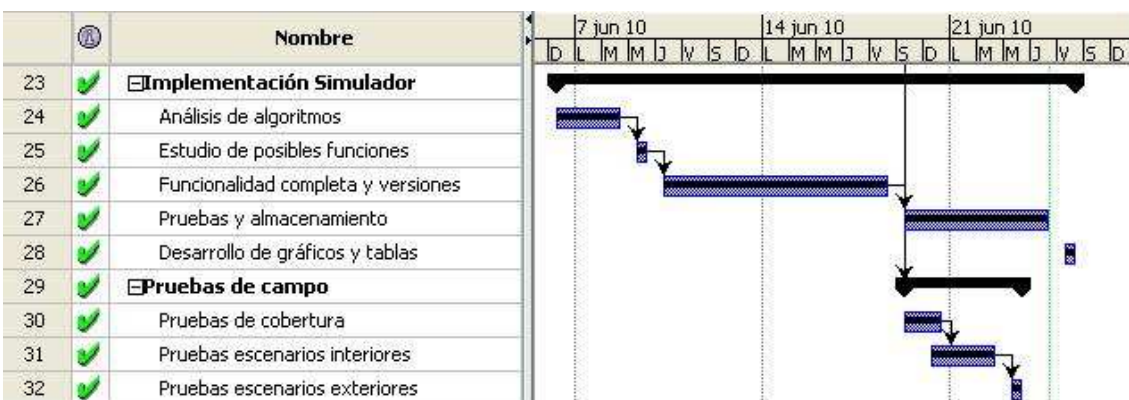 7 jun 10 14 jun 10 21 jun 10
Nombre
D L M M J V S D L M M J V S D L M M J V S D
23 Implementación Simulador
24 Análisis de algoritmos
25 Estudio de posibles funciones
26 Funcionalidad completa y versiones
27 Pruebas y almacenamiento
28 Desarrollo de gráficos y tablas
29 Pruebas de campo
30 Pruebas de cobertura
31 Pruebas escenarios interiores
32 Pruebas escenarios exteriores